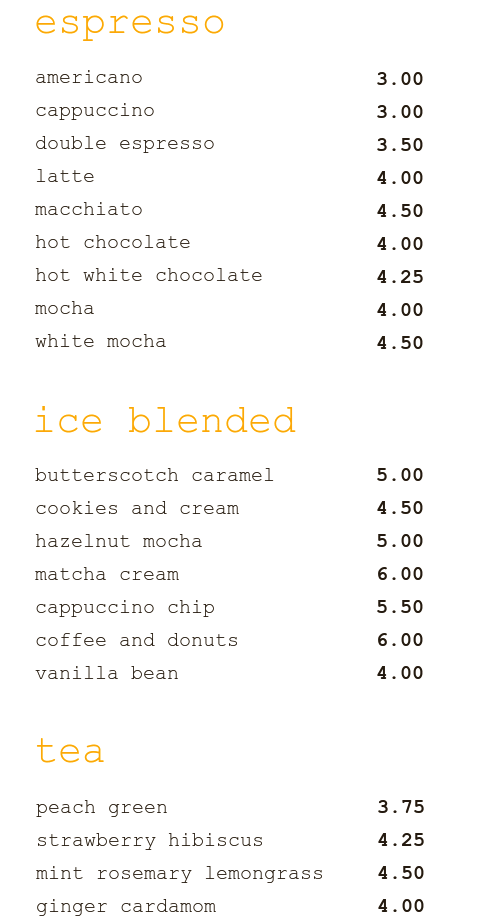 espresso
americano 3.00
cappuccino 3.00
double espresso 3.50
latte 4.00
macchiato 4.50
hot chocolate 4.00
hot white chocolate 4.25
mocha 4.00
white mocha 4.50
ice blended
butterscotch caramel 5.00
cookies and cream 4.50
hazelnut mocha 5.00
matcha cream 6.00
cappuccino chip 5.50
coffee and donuts 6.00
vanilla bean 4.00
tea
peach green 3.75
strawberry hibiscus 4.25
mint rosemary lemongrass 4.50
ginger cardamom 4.00